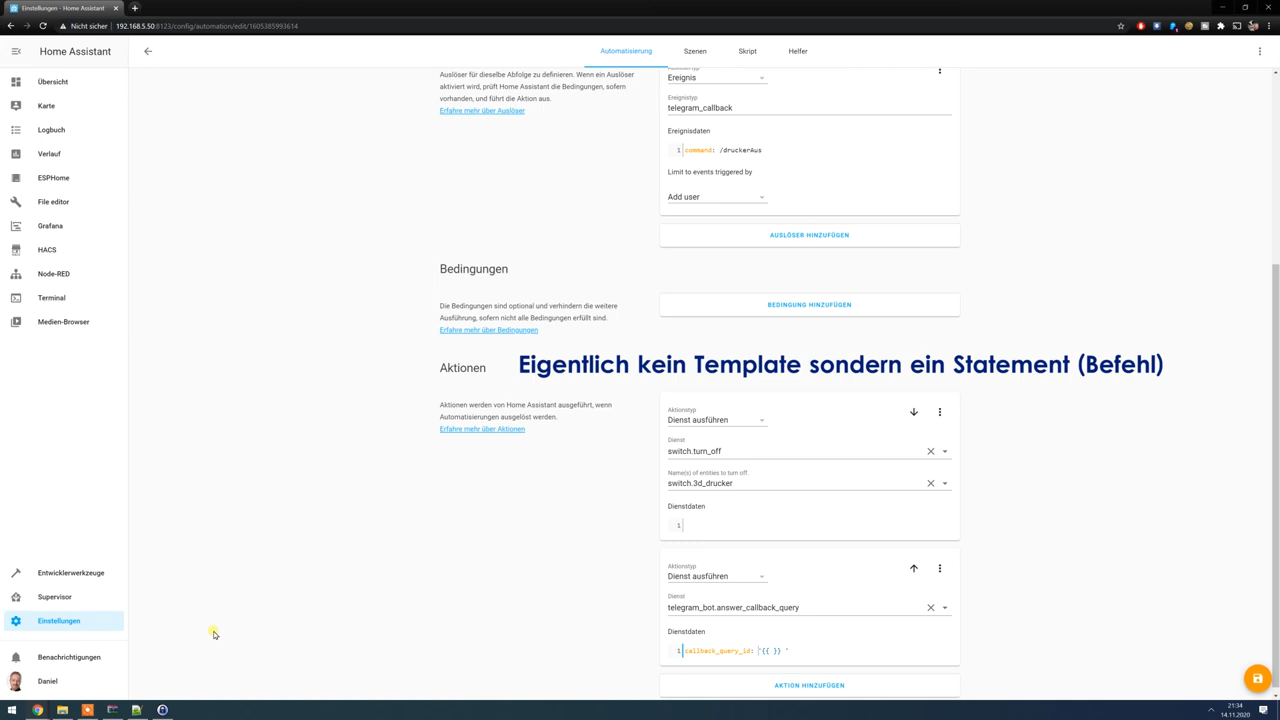 Einstellungen - Home Assistant
Nicht sicher
192.168.5.50:8123/config/automation/edit/1605385993614
Home Assistant
Automatisierung
Szenen
Skript
Helfer
Übersicht
Karte
Logbuch
Verlauf
ESPHome
File editor
Grafana
HACS
Node-RED
Terminal
Medien-Browser
Entwicklerwerkzeuge
Supervisor
Einstellungen
Benachrichtigungen
Daniel
Auslöser für dieselbe Abfolge zu definieren. Wenn ein Auslöser
aktiviert wird, prüft Home Assistant die Bedingungen, sofern
vorhanden, und führt die Aktion aus.
Erfahre mehr über Auslöser
Ereignis
Ereignistyp
telegram_callback
Ereignisdaten
1 command: /druckerAus
Limit to events triggered by
Add user
AUSLÖSER HINZUFÜGEN
Bedingungen
Die Bedingungen sind optional und verhindern die weitere
Ausführung, sofern nicht alle Bedingungen erfüllt sind.
Erfahre mehr über Bedingungen
BEDINGUNG HINZUFÜGEN
Aktionen
Eigentlich kein Template sondern ein Statement (Befehl)
Aktionen werden von Home Assistant ausgeführt, wenn
Automatisierungen ausgelöst werden.
Erfahre mehr über Aktionen
Aktionstyp
Dienst ausführen
Dienst
switch.turn_off
Name(s) of entities to turn off.
switch.3d_drucker
Dienstdaten
1
Aktionstyp
Dienst ausführen
Dienst
telegram_bot.answer_callback_query
Dienstdaten
1 callback_query_id: '{{ }} '
AKTION HINZUFÜGEN
21:34
14.11.2020